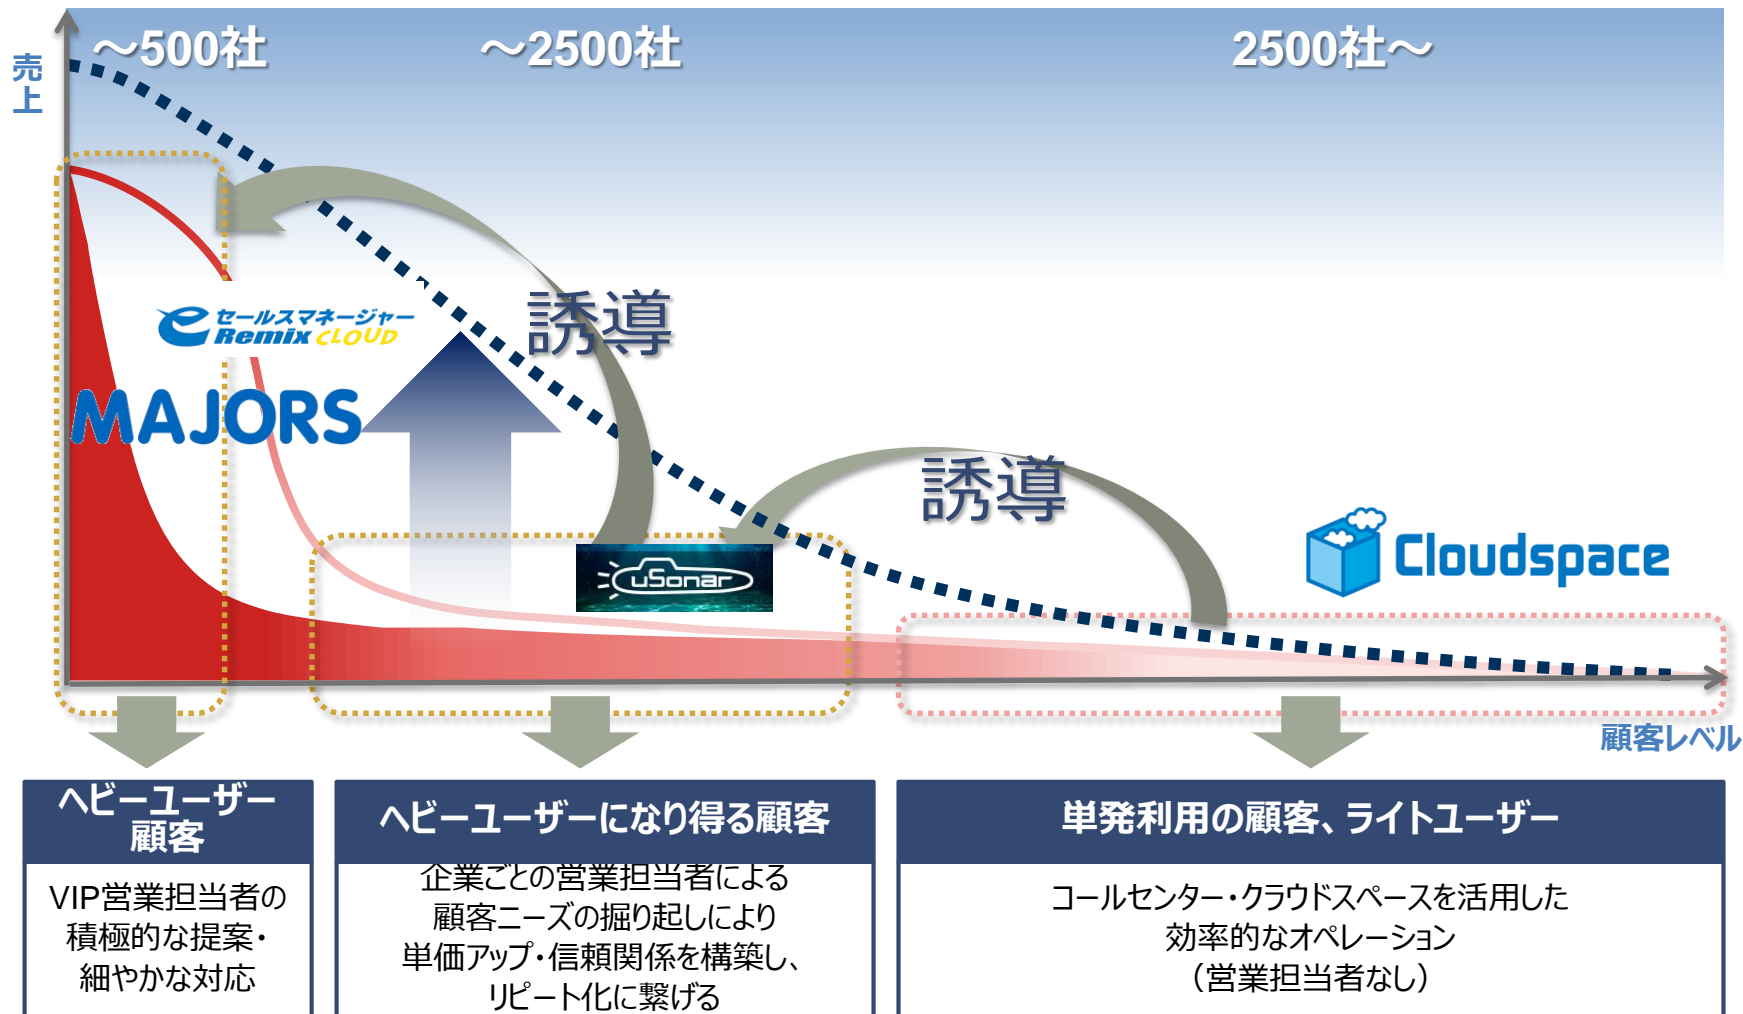 ～500社
～2500社
2500社～
売上
誘導
セールスマネージャー
Remix CLOUD
MAJORS
誘導
Cloudspace
uSonar
顧客レベル
ヘビーユーザー
顧客
VIP営業担当者の
積極的な提案・
細やかな対応
ヘビーユーザーになり得る顧客
企業ごとの営業担当者による
顧客ニーズの掘り起しにより
単価アップ・信頼関係を構築し、
リピート化に繋げる
単発利用の顧客、ライトユーザー
コールセンター・クラウドスペースを活用した
効率的なオペレーション
（営業担当者なし）